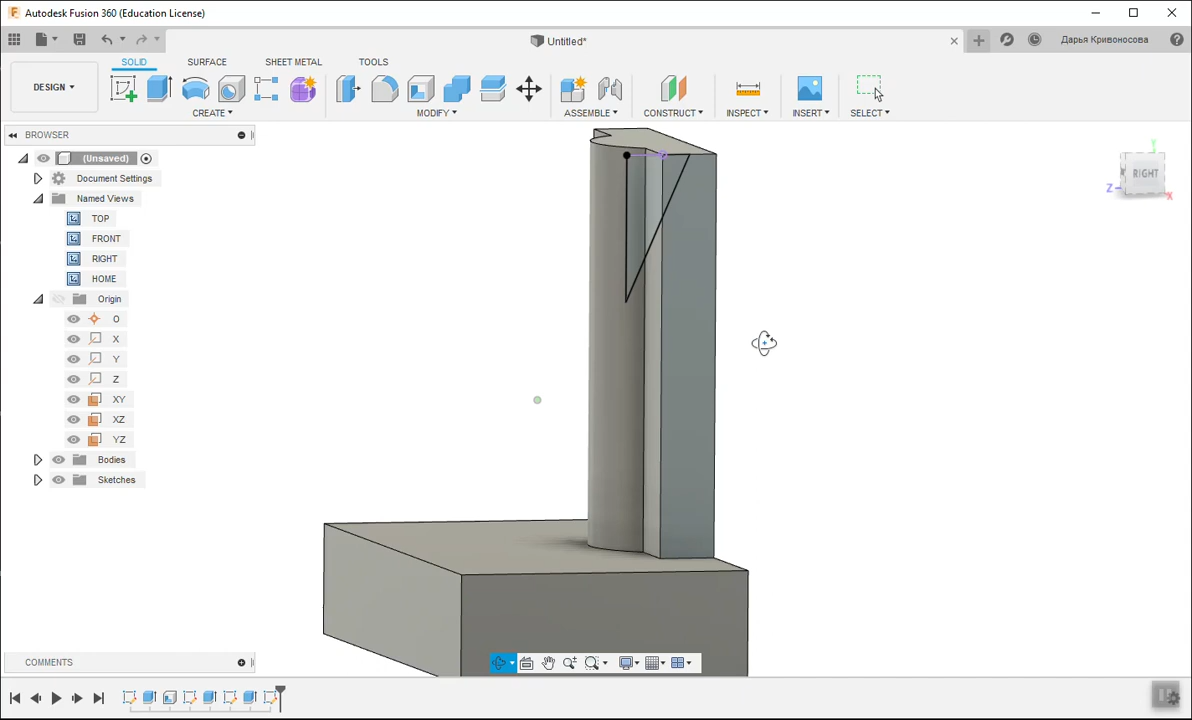 Autodesk Fusion 360 (Education License)
Untitled*
Дарья Кривоносова
DESIGN
SOLID SURFACE SHEET METAL TOOLS
CREATE MODIFY ASSEMBLE CONSTRUCT INSPECT INSERT SELECT
BROWSER
(Unsaved)
Document Settings
Named Views
TOP
FRONT
RIGHT
HOME
Origin
O
X
Y
Z
XY
XZ
YZ
Bodies
Sketches
Y
RIGHT
Z
X
COMMENTS